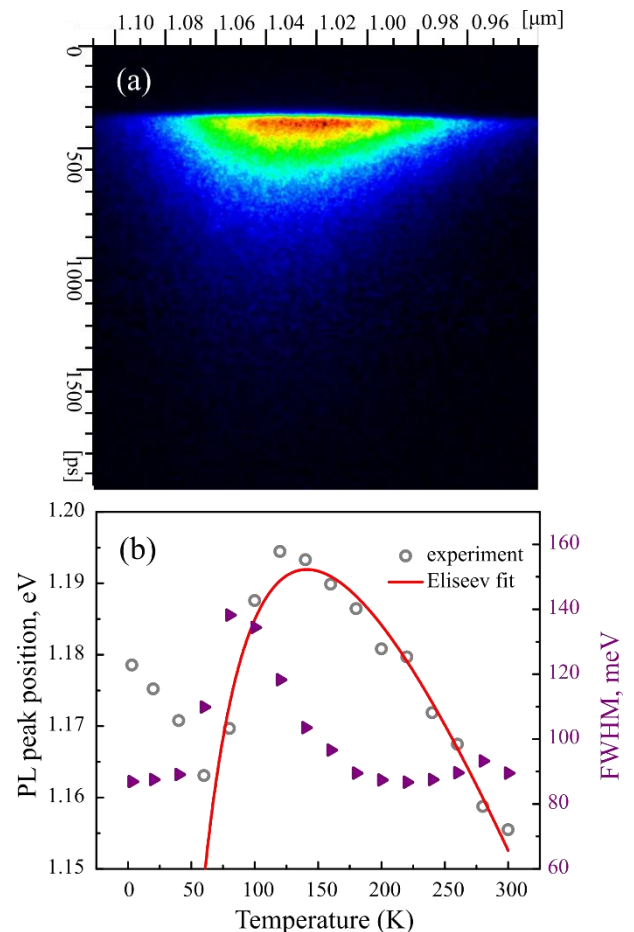 1.10 1.08 1.06 1.04 1.02 1.00 0.98 0.96 [μm]
(a)
0
500
1000
1500
[ps]
(b)
experiment
Eliseev fit
PL peak position, eV
1.20
1.19
1.18
1.17
1.16
1.15
FWHM, meV
160
140
120
100
80
60
0 50 100 150 200 250 300
Temperature (K)